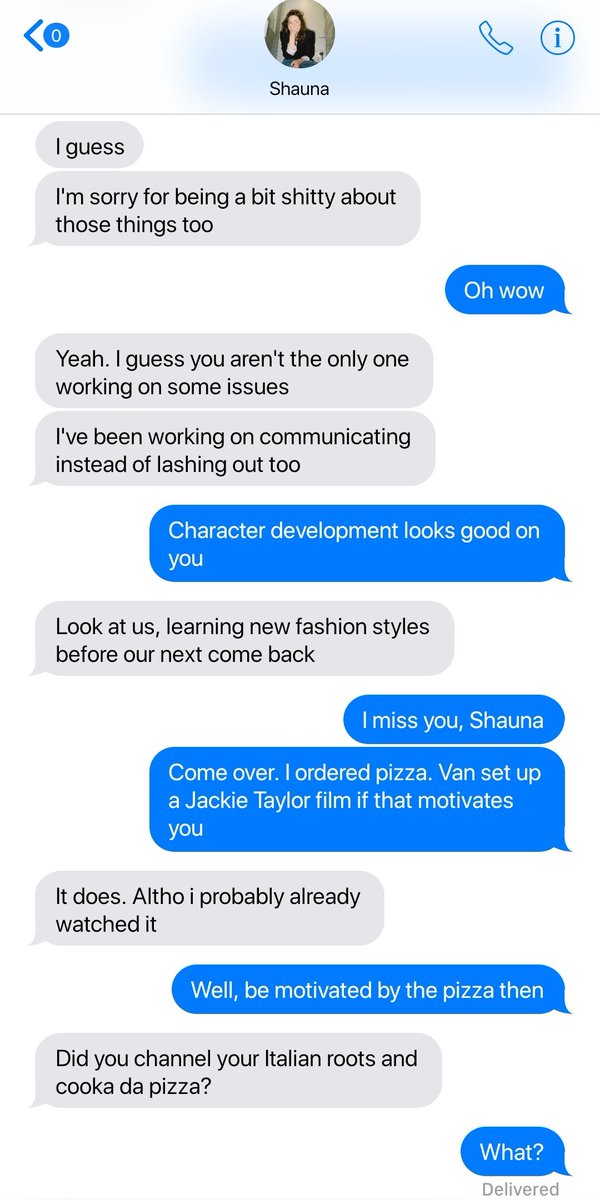 0
Shauna
I guess
I'm sorry for being a bit shitty about
those things too
Oh wow
Yeah. I guess you aren't the only one
working on some issues
I've been working on communicating
instead of lashing out too
Character development looks good on
you
Look at us, learning new fashion styles
before our next come back
I miss you, Shauna
Come over. I ordered pizza. Van set up
a Jackie Taylor film if that motivates
you
It does. Altho i probably already
watched it
Well, be motivated by the pizza then
Did you channel your Italian roots and
cooka da pizza?
What?
Delivered